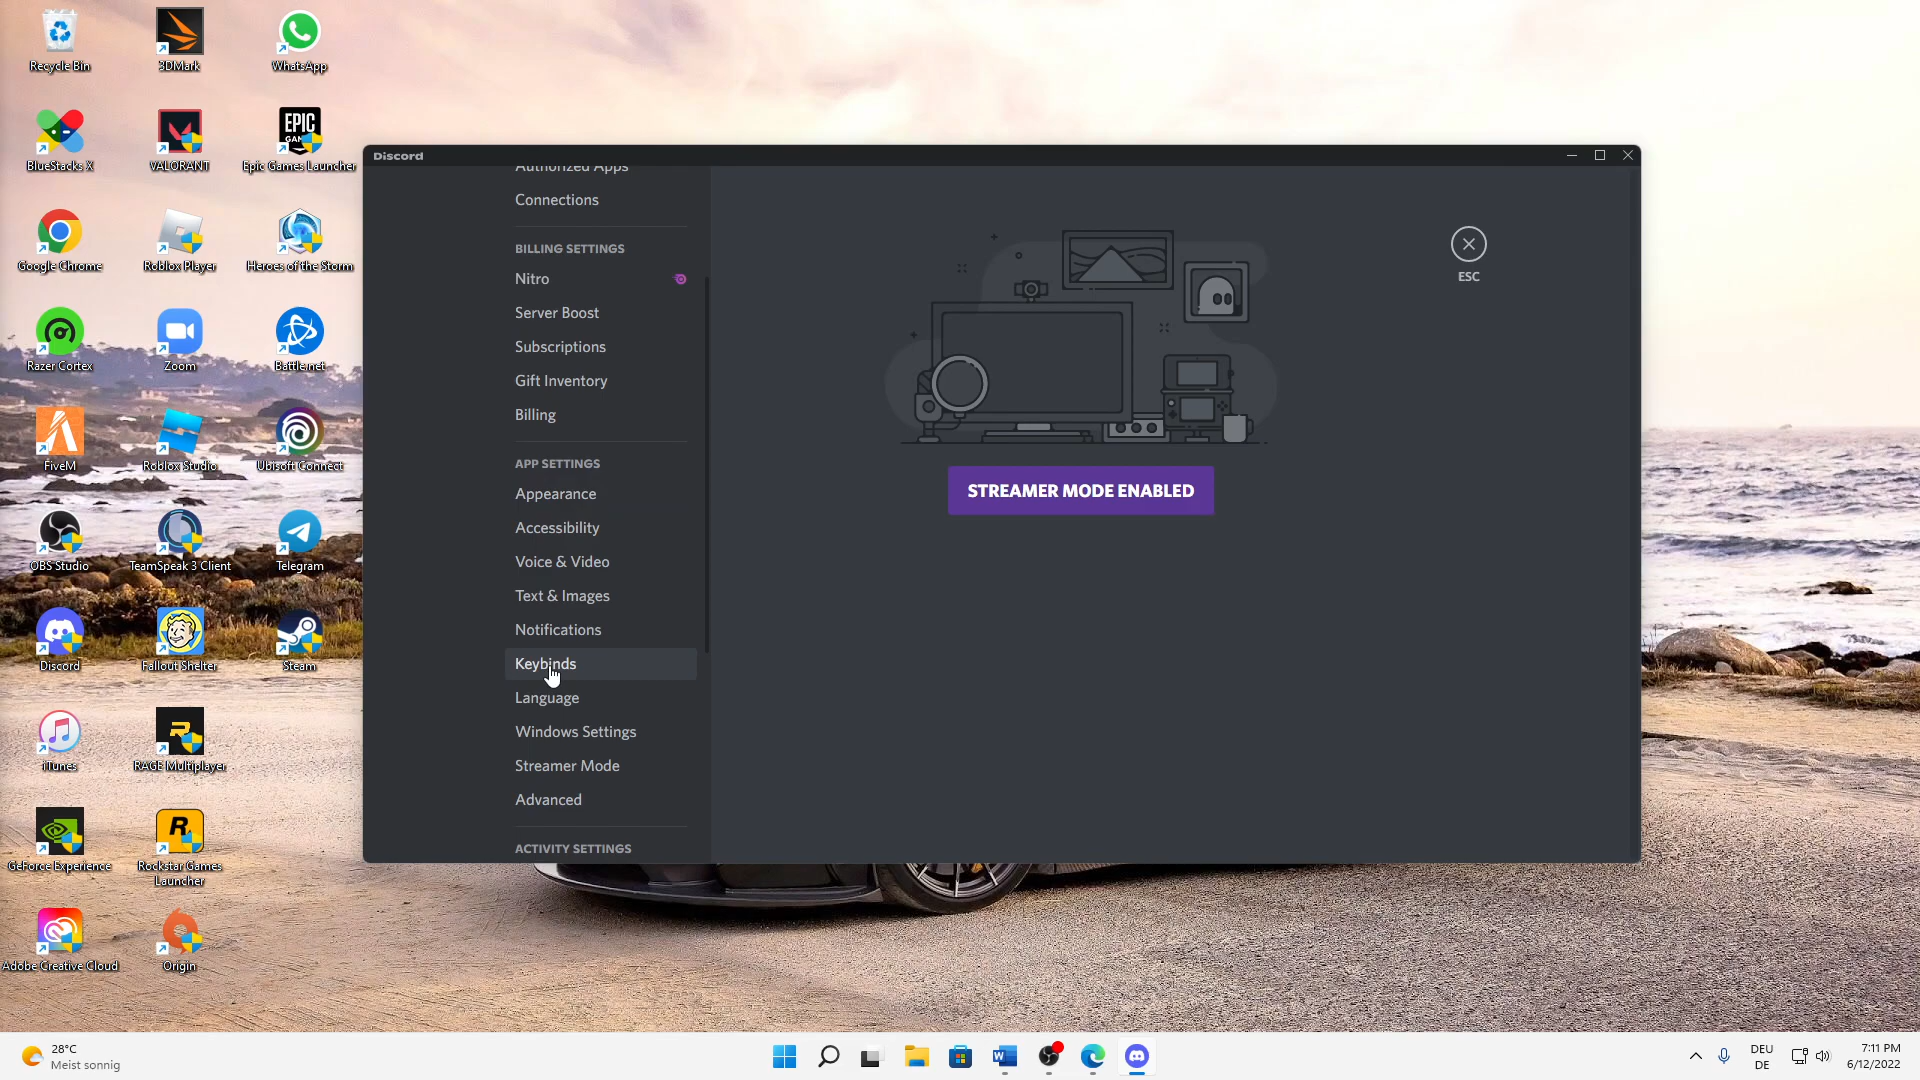 Recycle Bin
3DMark
WhatsApp
BlueStacks X
VALORANT
EPIC
Epic Games Launcher
Google Chrome
Roblox Player
Heroes of the Storm
Razer Cortex
Zoom
Battle.net
FiveM
Roblox Studio
Ubisoft Connect
OBS Studio
TeamSpeak 3 Client
Telegram
Discord
Fallout Shelter
Steam
iTunes
RAGE Multiplayer
GeForce Experience
Rockstar Games
Launcher
Adobe Creative Cloud
Origin
Discord
Authorized Apps
Connections
BILLING SETTINGS
Nitro
Server Boost
Subscriptions
Gift Inventory
Billing
APP SETTINGS
Appearance
Accessibility
Voice & Video
Text & Images
Notifications
Keybinds
Language
Windows Settings
Streamer Mode
Advanced
ACTIVITY SETTINGS
STREAMER MODE ENABLED
ESC
28°C
Meist sonnig
DEU
DE
7:11 PM
6/12/2022